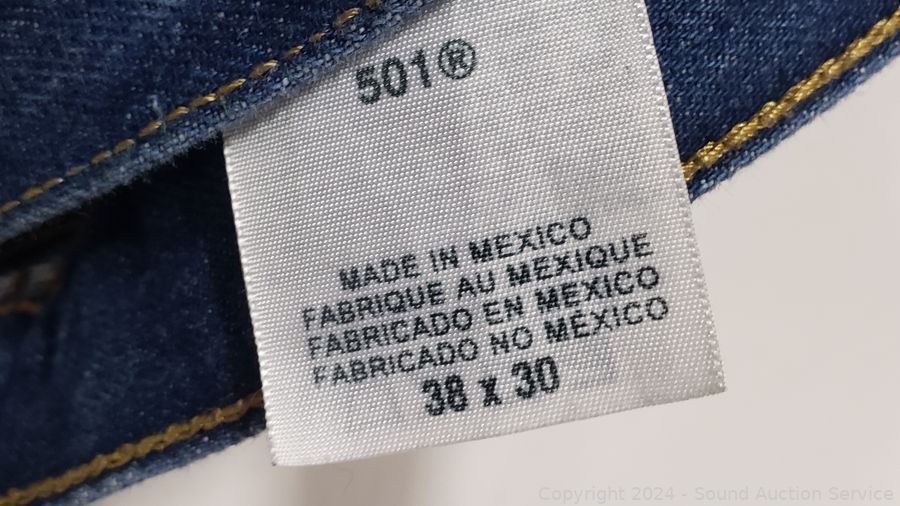 501®
MADE IN MEXICO
FABRIQUE AU MEXIQUE
FABRICADO EN MEXICO
FABRICADO NO MÉXICO
38 x 30
Copyright 2024 - Sound Auction Service